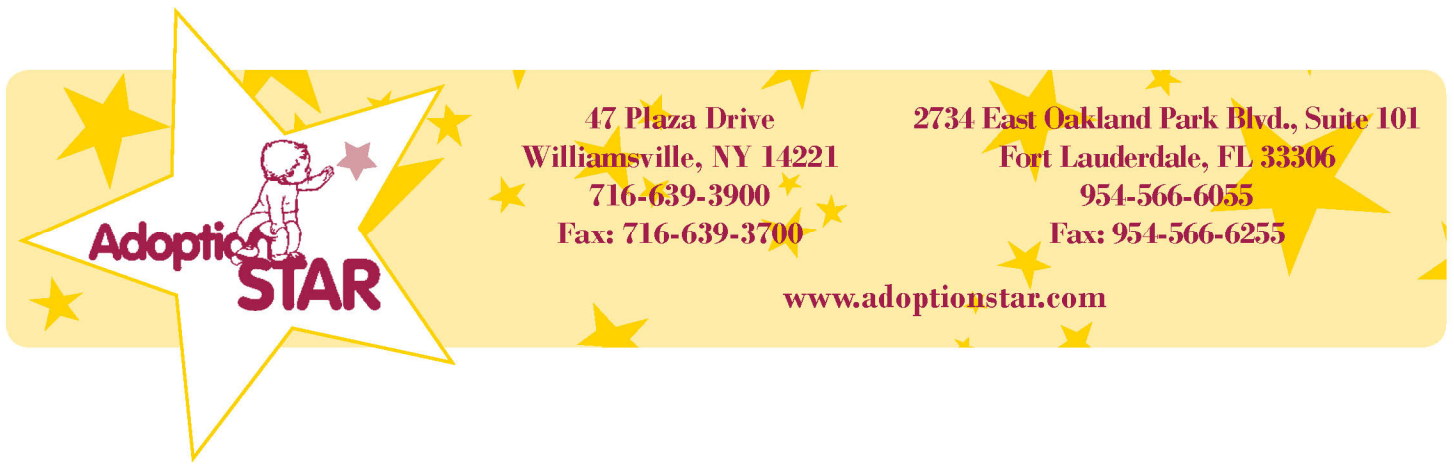 Adoption
STAR
47 Plaza Drive
Williamsville, NY 14221
716-639-3900
Fax: 716-639-3700
2734 East Oakland Park Blvd., Suite 101
Fort Lauderdale, FL 33306
954-566-6055
Fax: 954-566-6255
www.adoptionstar.com